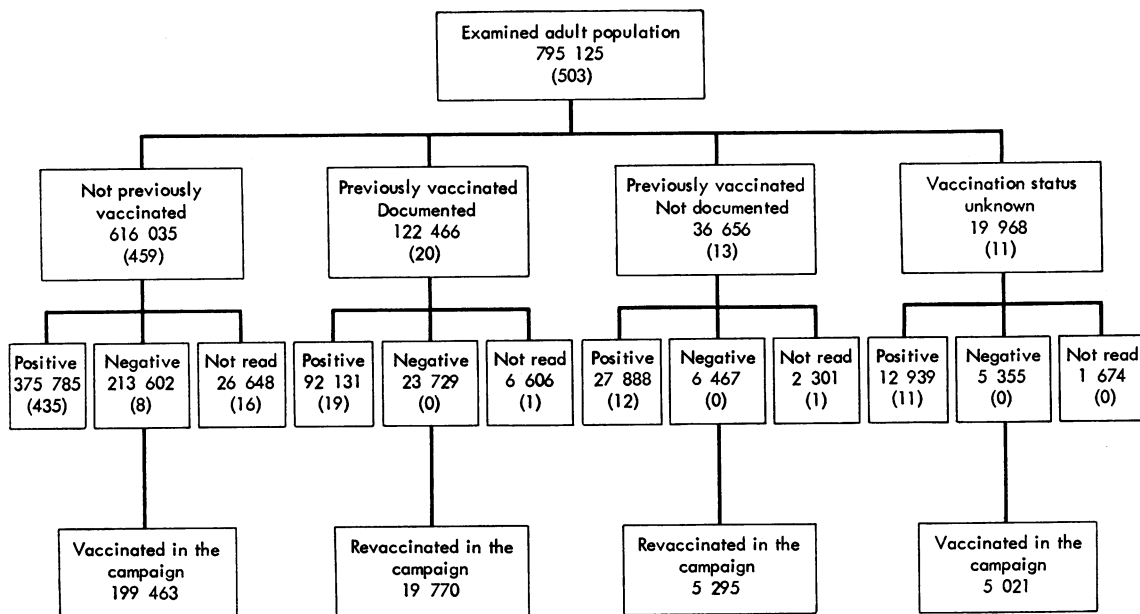 Examined adult population
795 125
(503)
Not previously
vaccinated
616 035
(459)
Previously vaccinated
Documented
122 466
(20)
Previously vaccinated
Not documented
36 656
(13)
Vaccination status
unknown
19 968
(11)
Positive
375 785
(435)
Negative
213 602
(8)
Not read
26 648
(16)
Positive
92 131
(19)
Negative
23 729
(0)
Not read
6 606
(1)
Positive
27 888
(12)
Negative
6 467
(0)
Not read
2 301
(1)
Positive
12 939
(11)
Negative
5 355
(0)
Not read
1 674
(0)
Vaccinated in the
campaign
199 463
Revaccinated in the
campaign
19 770
Revaccinated in the
campaign
5 295
Vaccinated in the
campaign
5 021